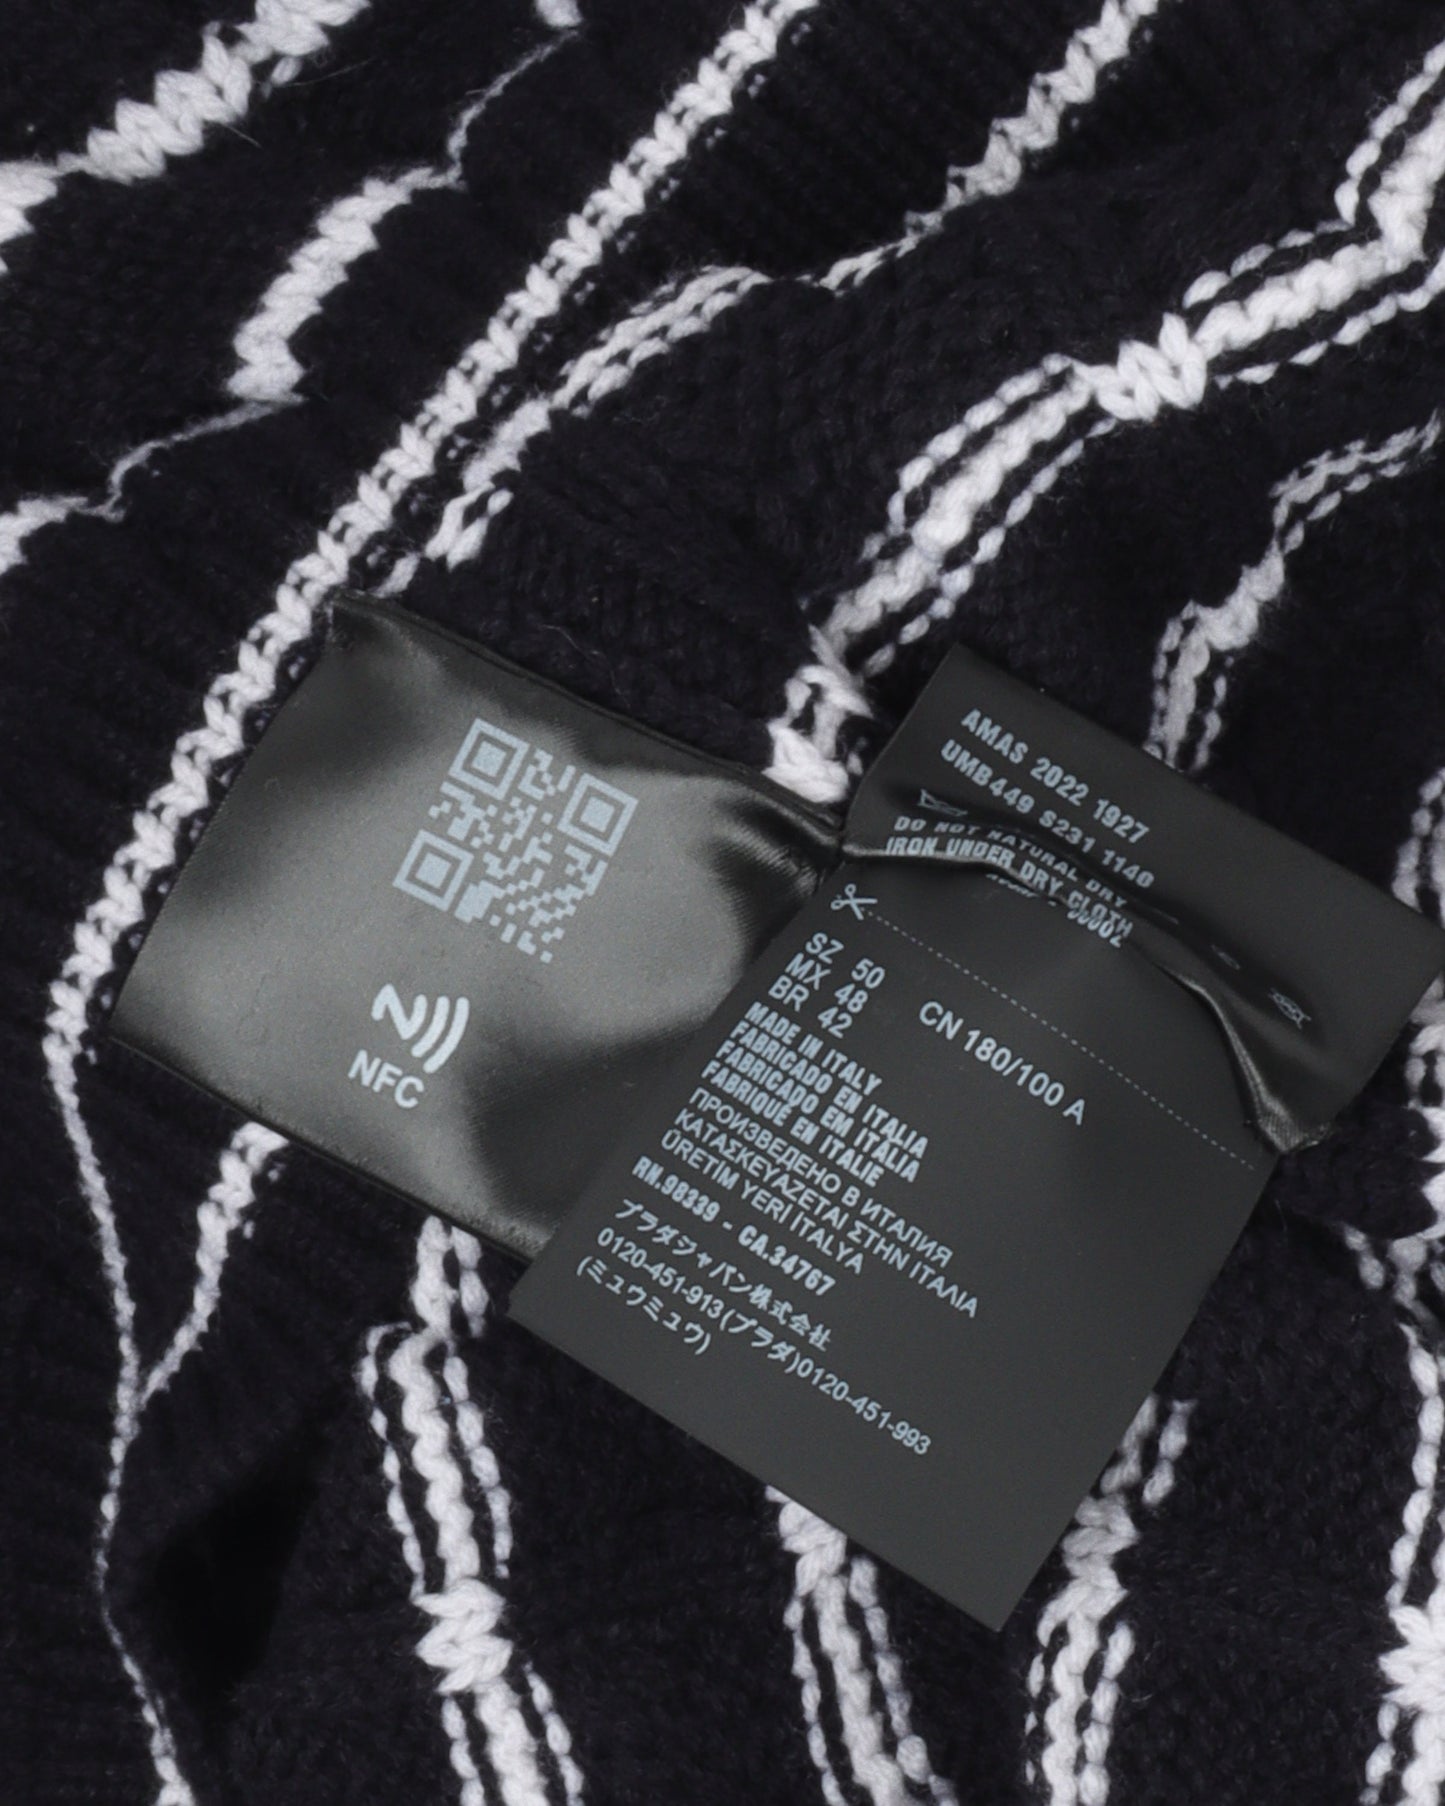 NFC
AMAS 2022 1927
UMB449 S231 1140
DO NOT NATURAL DRY
IRON UNDER DRY CLOTH
SZ 50
MX 48
BR 42
CN 180/100 A
MADE IN ITALY
FABRICADO EN ITALIA
FABRICADO EM ITÁLIA
FABRIQUÉ EN ITALIE
ПРОИЗВЕДЕНО В ИТАЛИЯ
ΚΑΤΑΣΚΕΥΑΖΕΤΑΙ ΣΤΗΝ ΙΤΑΛΙΑ
ÜRETIM YERİ İTALYA
RN.98339 - CA.34767
プラダジャパン株式会社
0120-451-913(プラダ)0120-451-993
(ミュウミュウ)